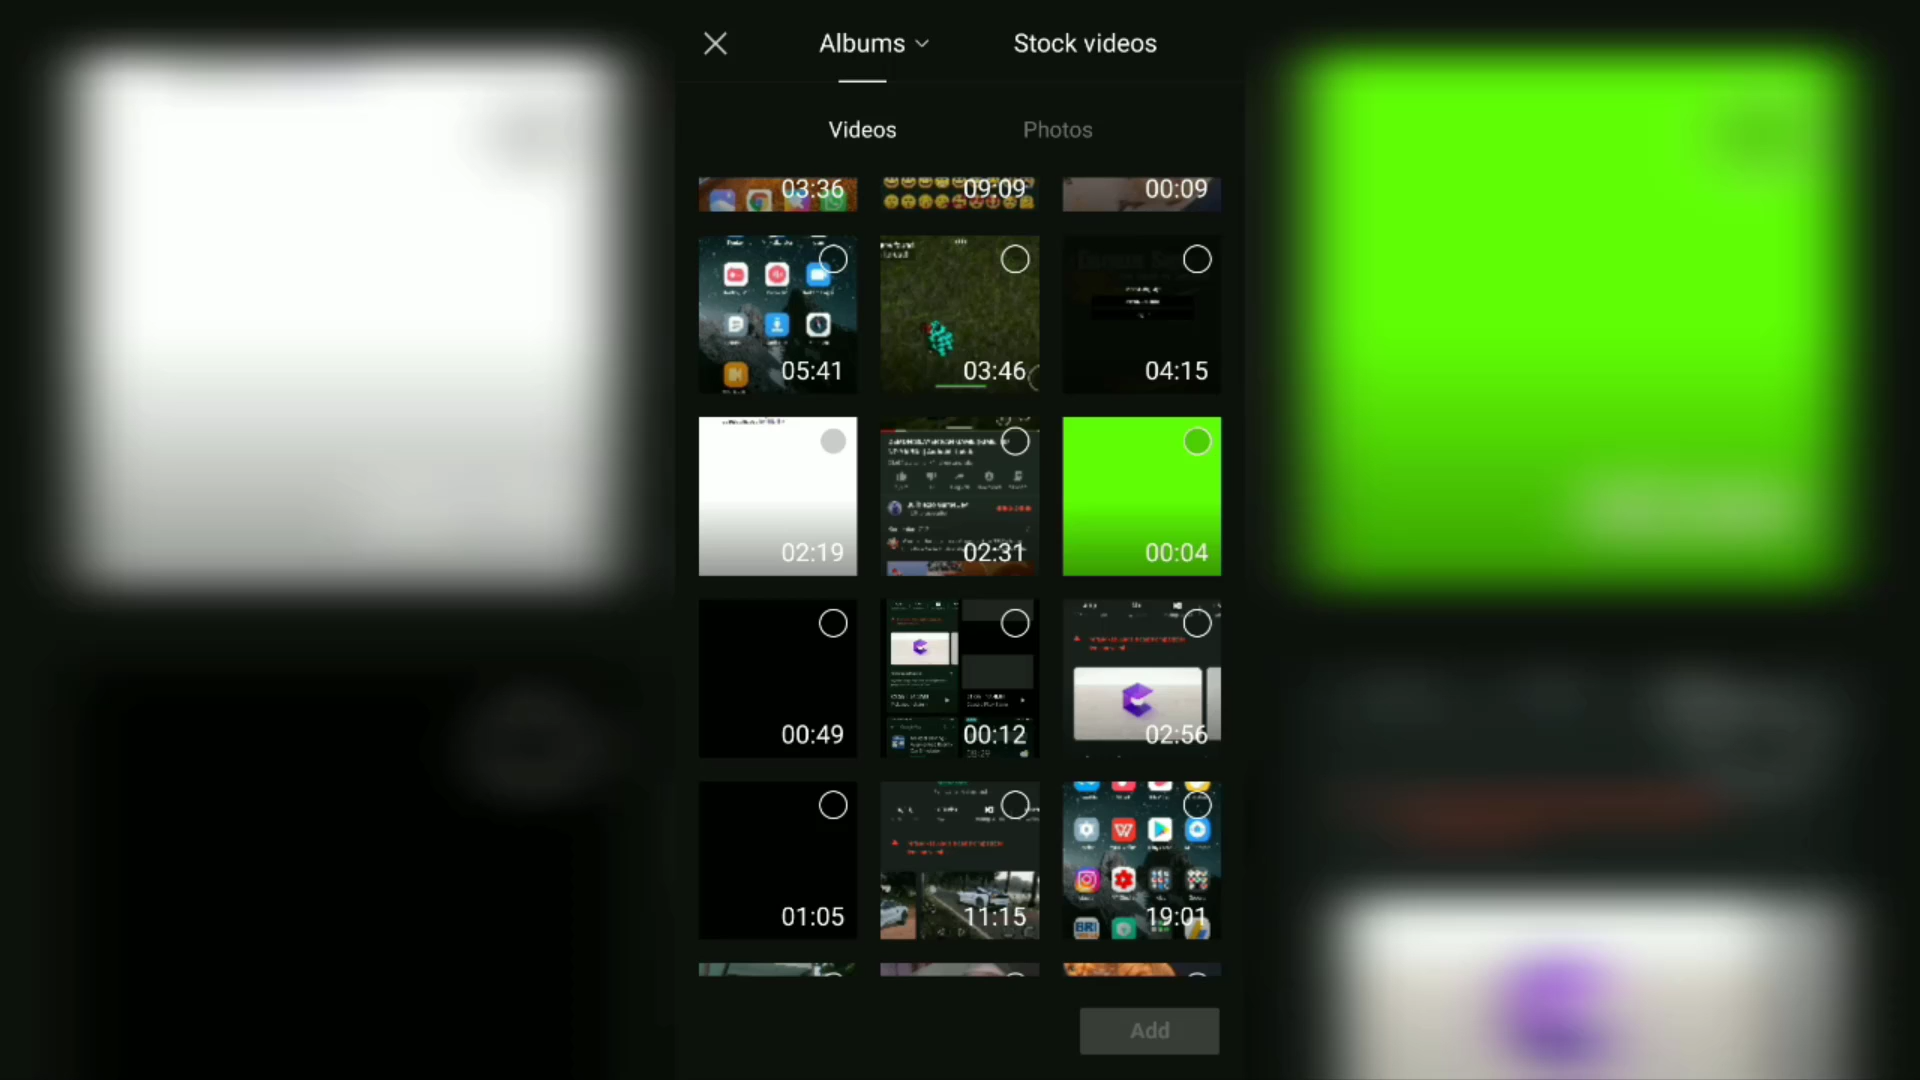 Albums
Stock videos
Videos
Photos
03:36
09:09
00:09
05:41
03:46
04:15
02:19
02:31
00:04
00:49
00:12
02:56
01:05
11:15
19:01
BRI
Add